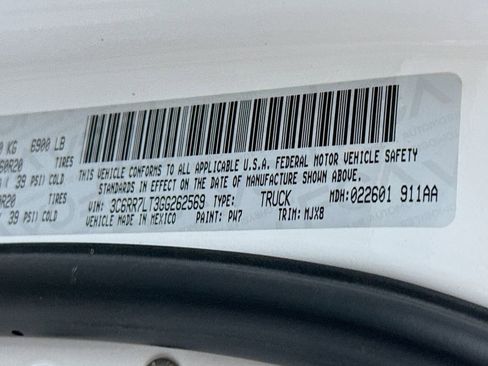 KG 6900 LB
60R20 TIRES
39 PSI) COLD
R20 TIRES
39 PSI) COLD
THIS VEHICLE CONFORMS TO ALL APPLICABLE U.S.A. FEDERAL MOTOR VEHICLE SAFETY
STANDARDS IN EFFECT ON THE DATE OF MANUFACTURE SHOWN ABOVE.
VIN: 3C6RR7LT3GG262569 TYPE: TRUCK MDH: 022601 911AA
VEHICLE MADE IN MEXICO PAINT: PW7 TRIM: MJX8